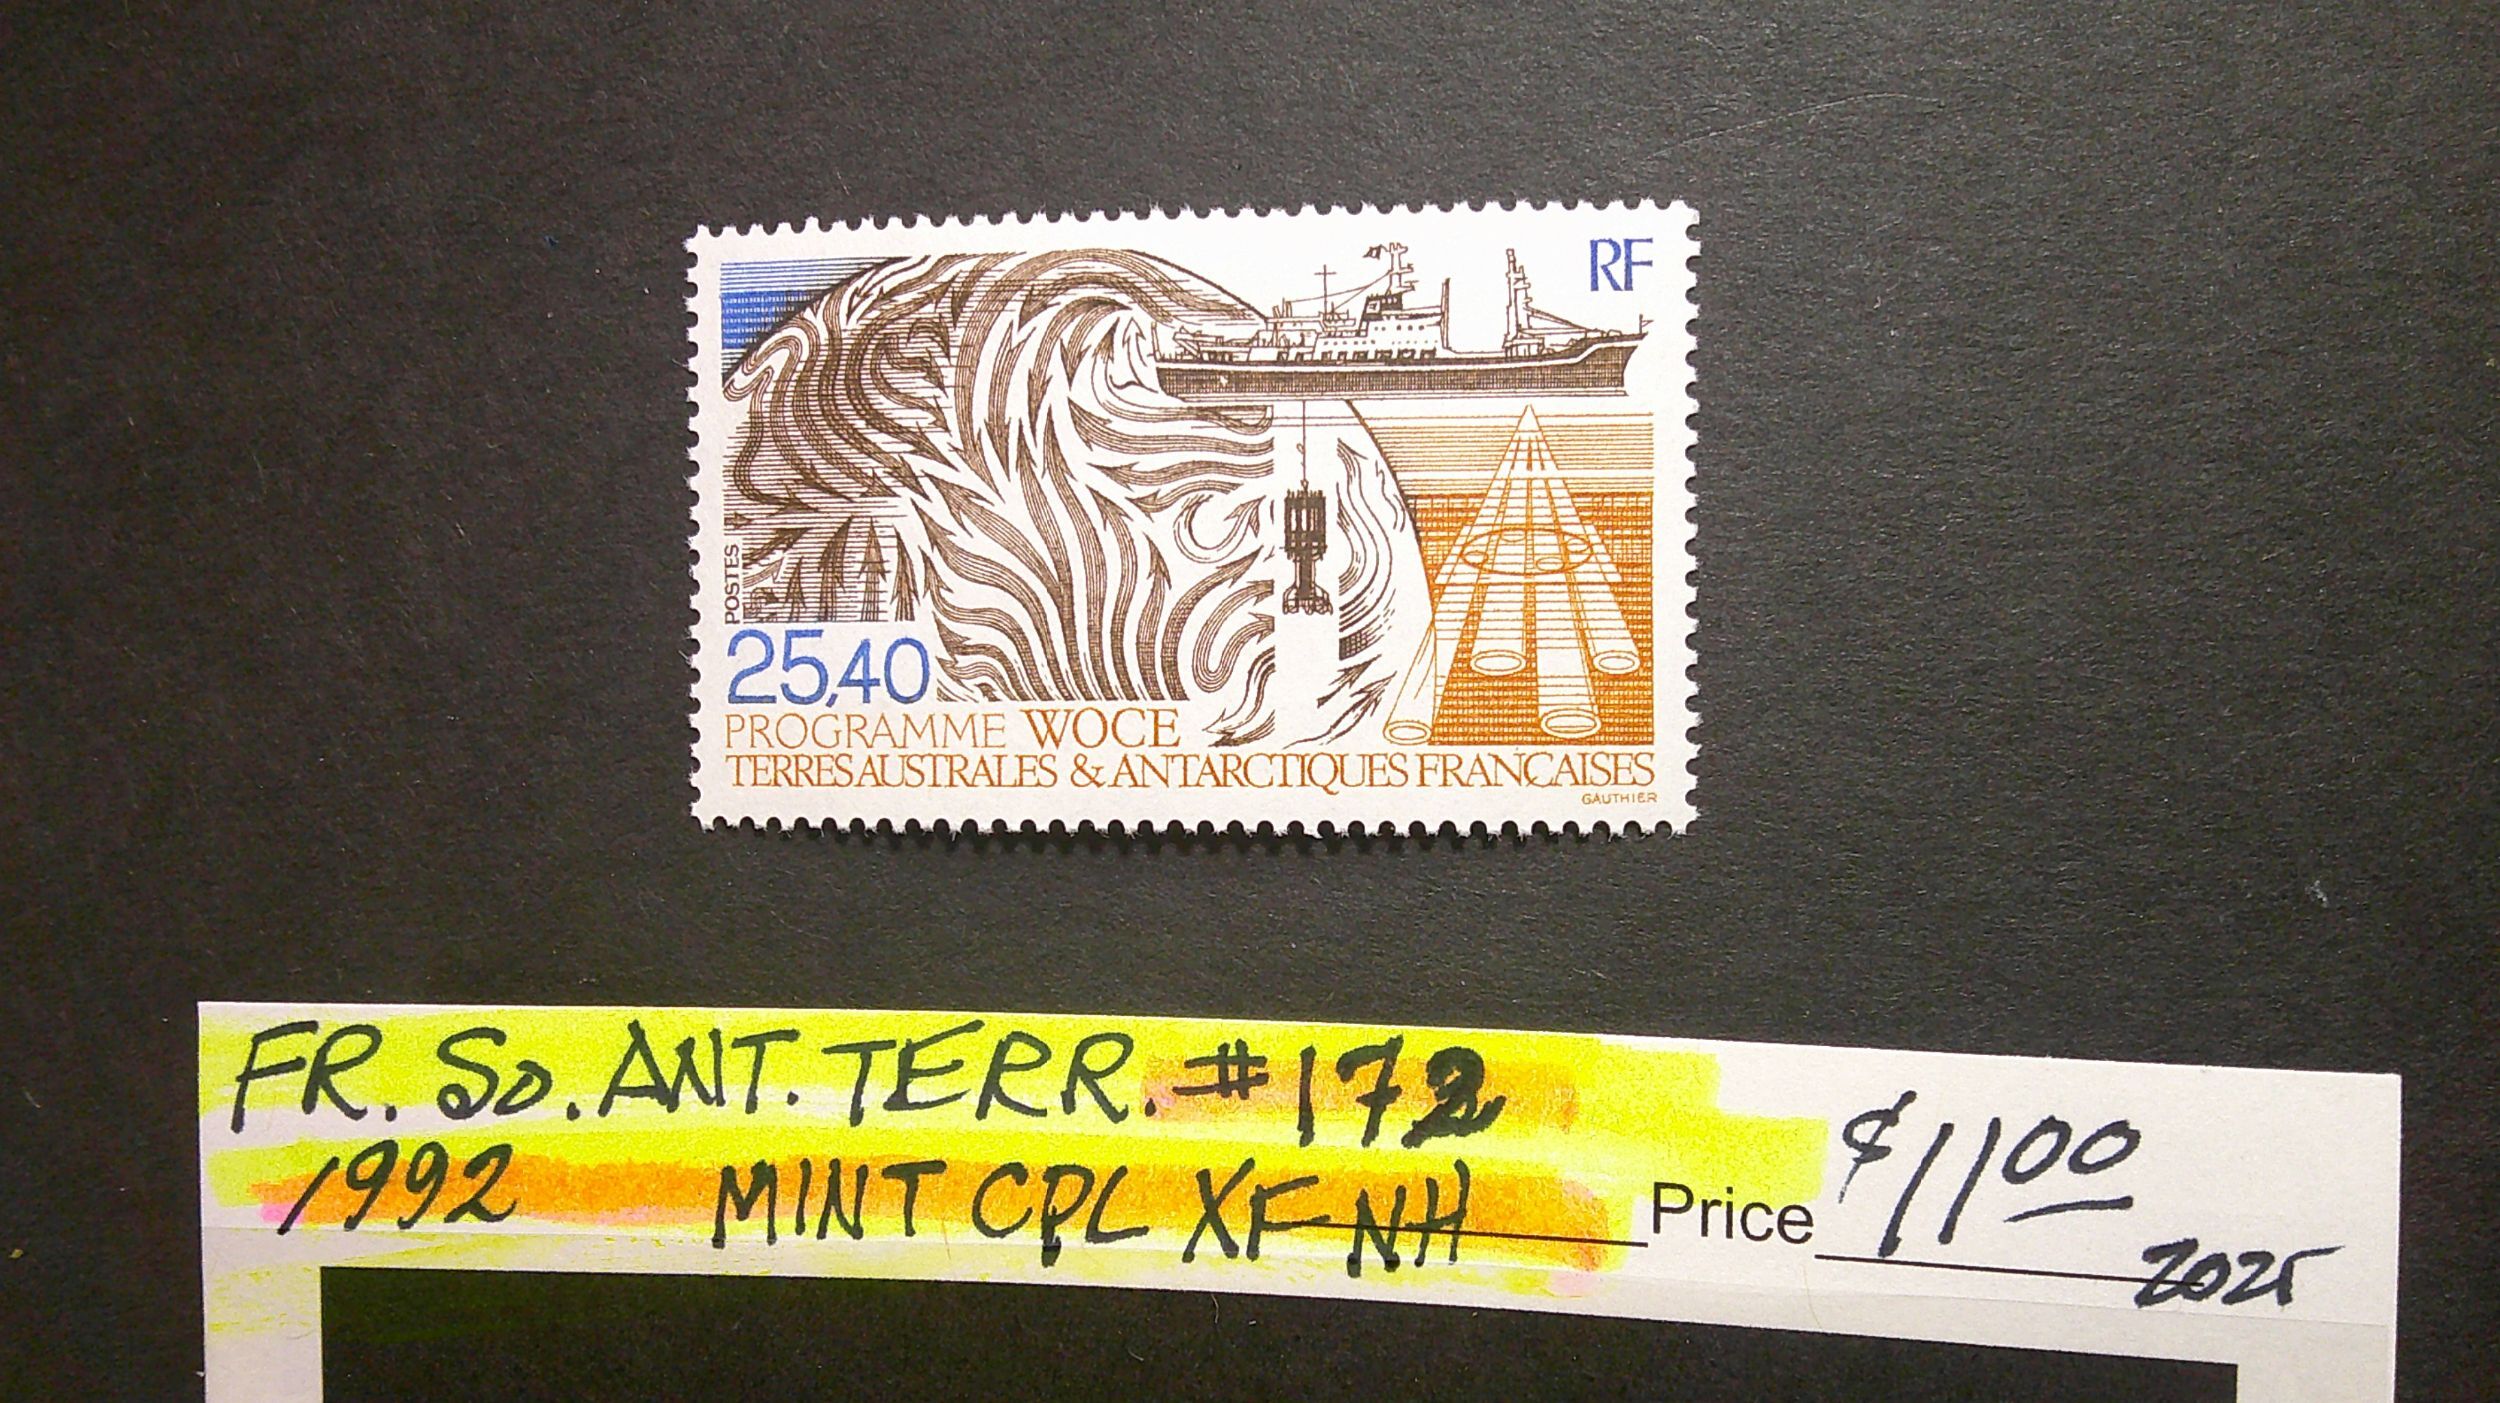 RF
POSTES
25,40
PROGRAMME WOCE
TERRES AUSTRALES & ANTARCTIQUES FRANÇAISES
GAUTHIER
FR. So. ANT. TERR. #172
1992 MINT CPL XF NH Price $11.00
2025